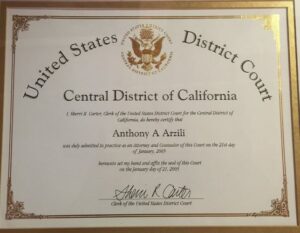 United States District Court
Central District of California
I, Sherri R. Carter, Clerk of the United States District Court for the Central District of
California, do hereby certify that
Anthony A Arzili
was duly admitted to practice as an Attorney and Counselor of this Court on the 21st day
of January, 2005
hereunto set my hand and affix the seal of this Court
on the January day of 21, 2005
Sherri R. Carter
Clerk of the United States District Court